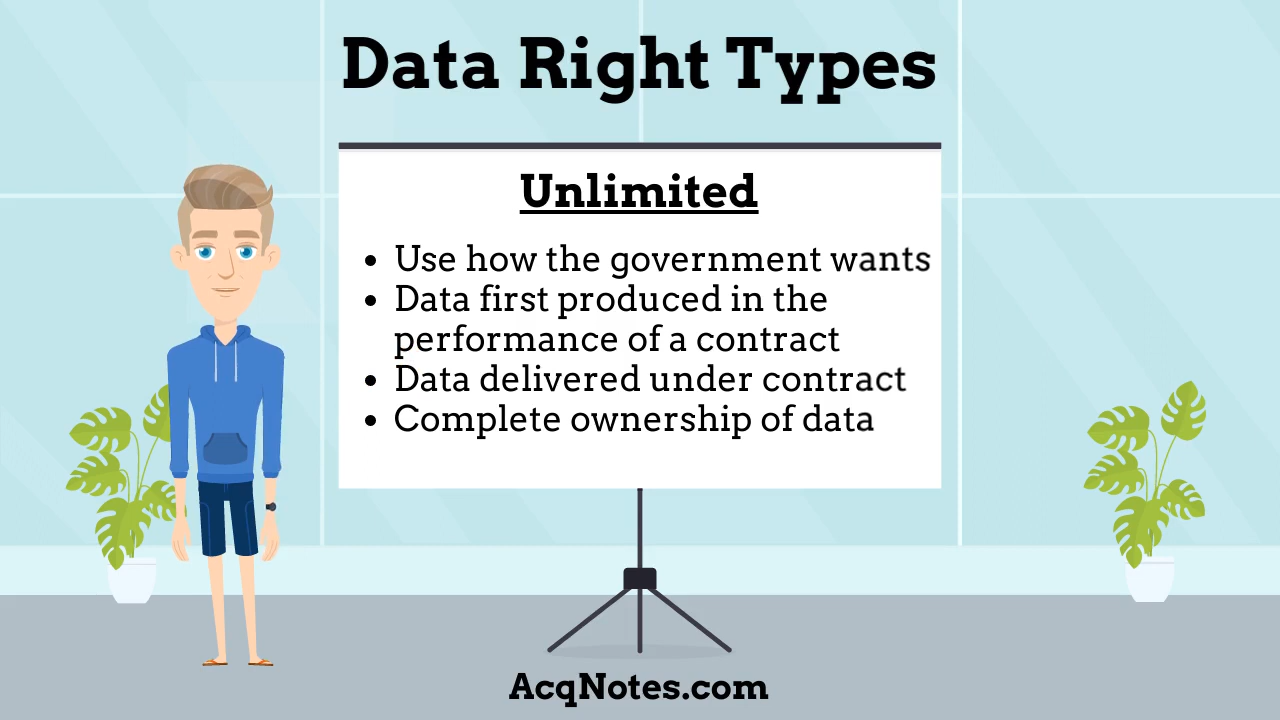 Data Right Types
Unlimited
• Use how the government wants
• Data first produced in the
performance of a contract
• Data delivered under contract
• Complete ownership of data
AcqNotes.com